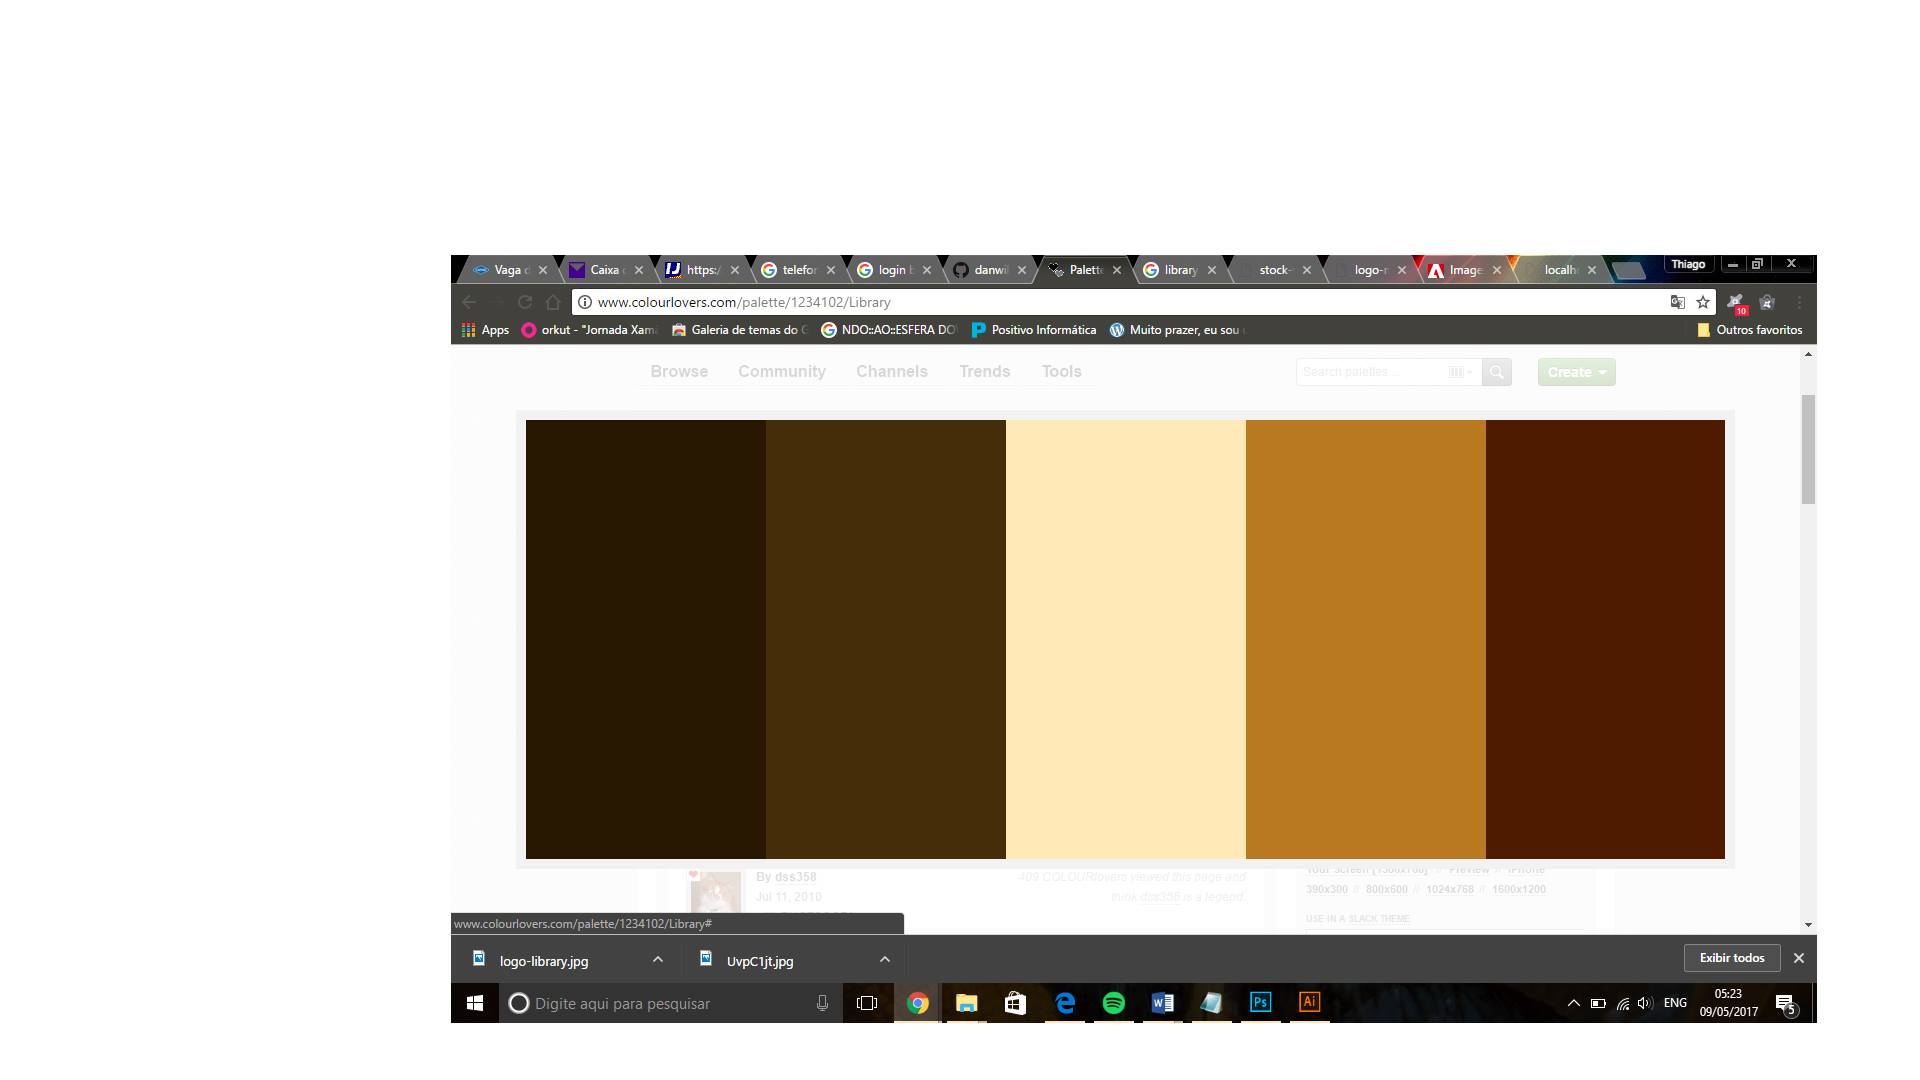 Vaga d Caixa d https:/ telefor login b danwil Palette library stock- logo-r Image localh Thiago
www.colourlovers.com/palette/1234102/Library
10
Apps orkut - "Jornada Xam Galeria de temas do G NDO::AO::ESFERA DO Positivo Informática Muito prazer, eu sou Outros favoritos
Browse Community Channels Trends Tools Search palettes... Create
By dss358 409 COLOURlovers viewed this page and
Your Screen [1366x768] // Preview // iPhone
Jul 11, 2010 think dss358 is a legend.
390x300 // 800x600 // 1024x768 // 1600x1200
USE IN A SLACK THEME
www.colourlovers.com/palette/1234102/Library#
logo-library.jpg UvpC1jt.jpg Exibir todos
Digite aqui para pesquisar Ps Ai ENG 05:23
09/05/2017 5